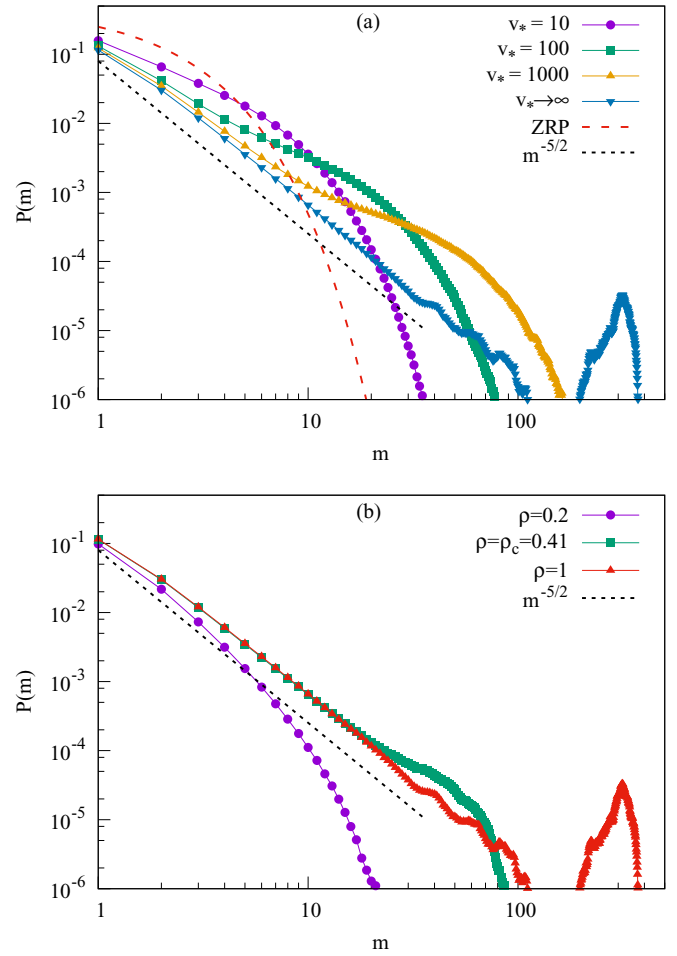 (a)
v* = 10
v* = 100
v* = 1000
v*→∞
ZRP
m^-5/2
P(m)
10^-1
10^-2
10^-3
10^-4
10^-5
10^-6
1 10 100
m
(b)
ρ=0.2
ρ=ρc=0.41
ρ=1
m^-5/2
P(m)
10^-1
10^-2
10^-3
10^-4
10^-5
10^-6
1 10 100
m